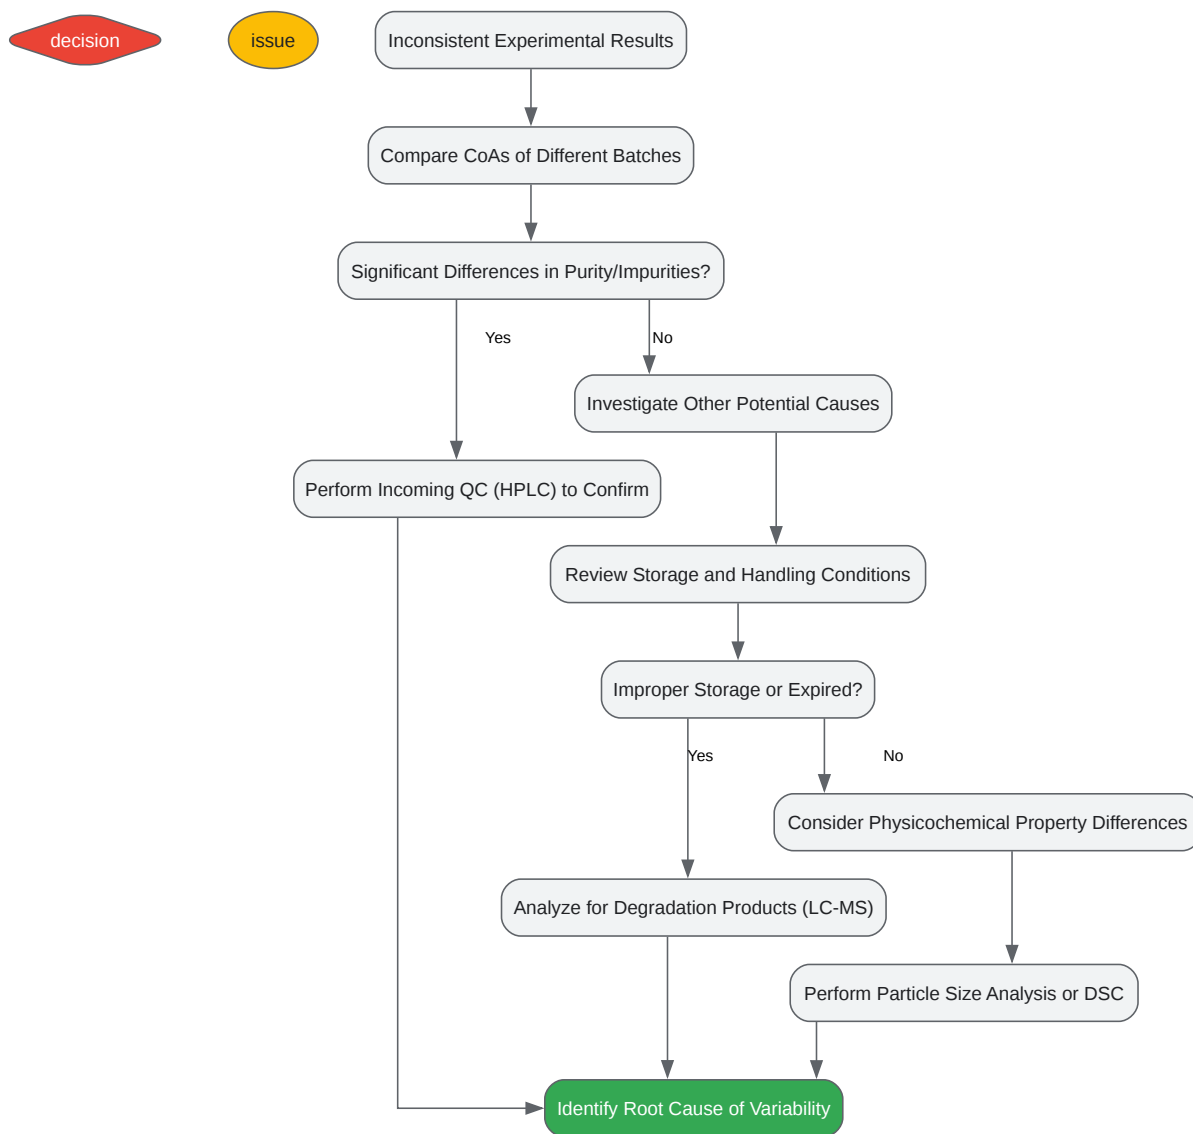 decision
issue
Inconsistent Experimental Results
Compare CoAs of Different Batches
Significant Differences in Purity/Impurities?
Yes
No
Investigate Other Potential Causes
Perform Incoming QC (HPLC) to Confirm
Review Storage and Handling Conditions
Improper Storage or Expired?
Yes
No
Consider Physicochemical Property Differences
Analyze for Degradation Products (LC-MS)
Perform Particle Size Analysis or DSC
Identify Root Cause of Variability